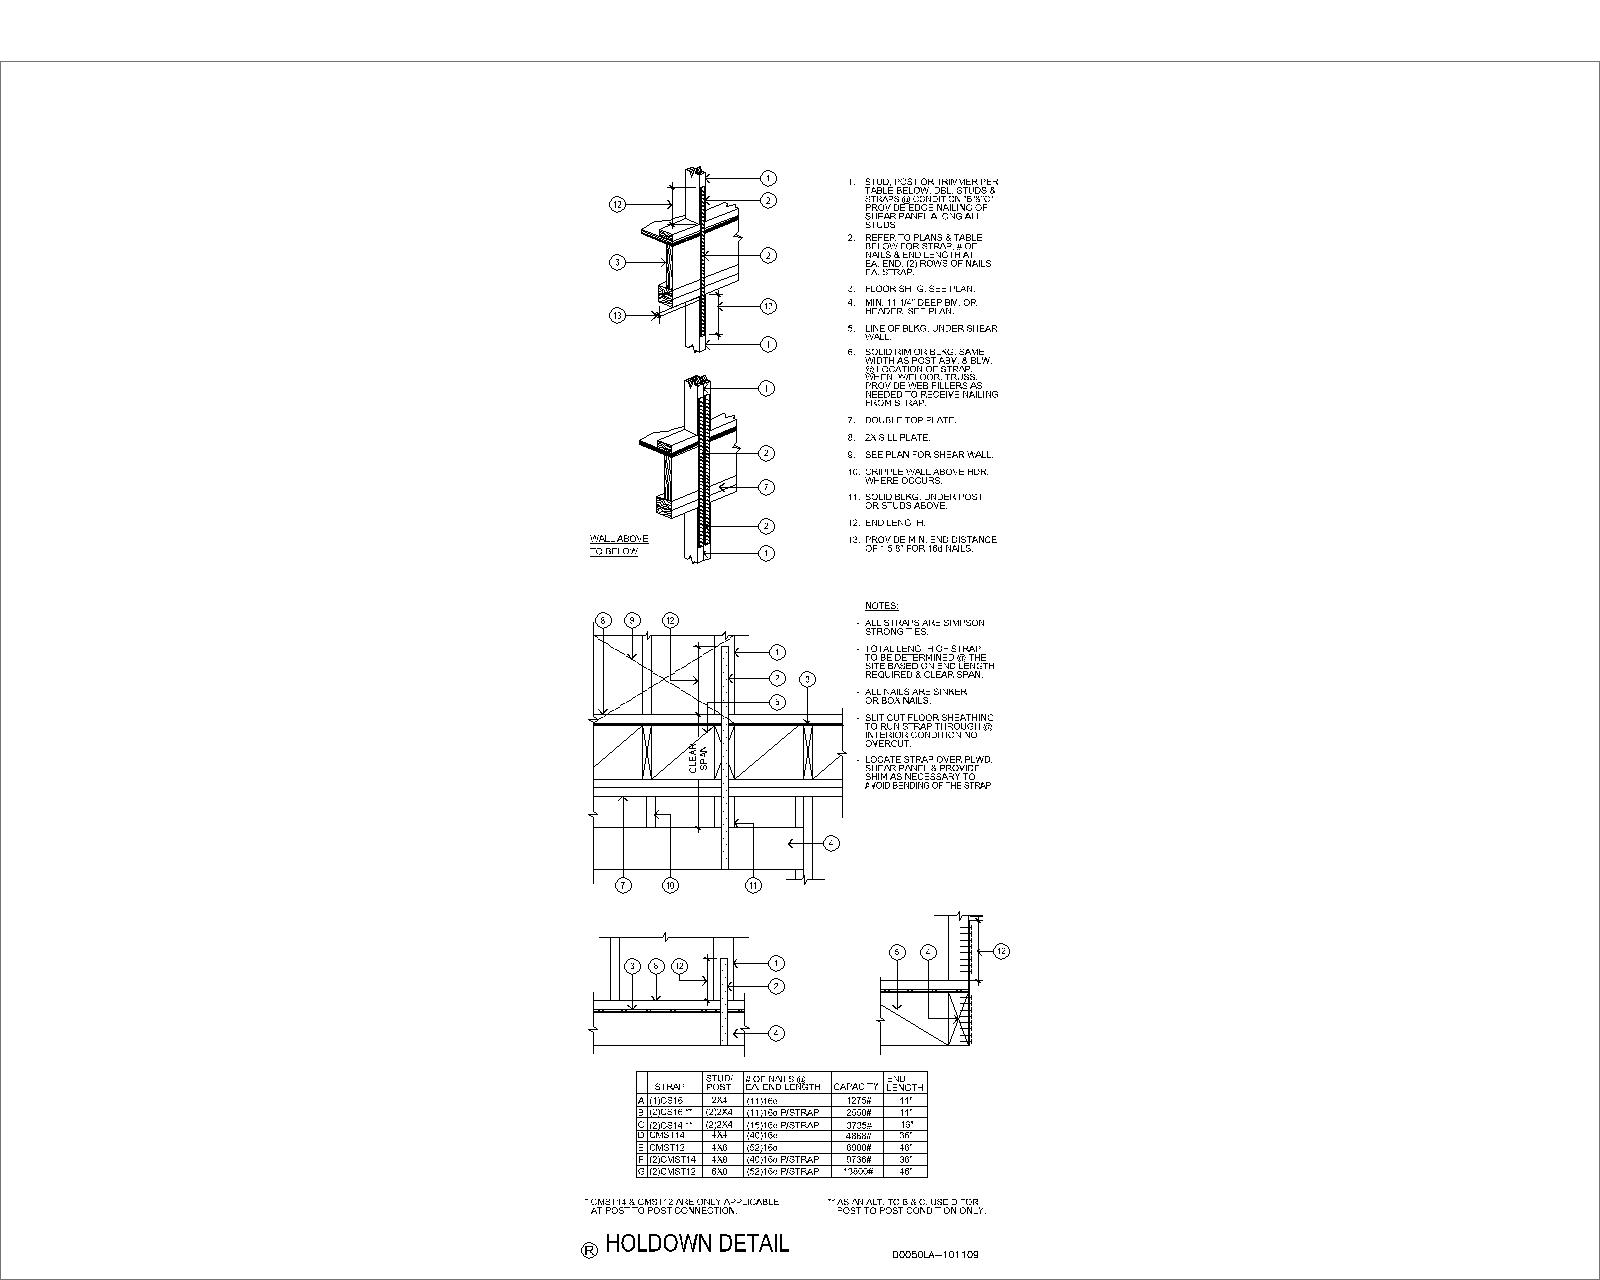 1. STUD, POST OR TRIMMER PER
TABLE BELOW. DBL. STUDS &
STRAPS @ CONDITION "B"&"C"
PROVIDE EDGE NAILING OF
SHEAR PANEL ALONG ALL
STUDS
2. REFER TO PLANS & TABLE
BELOW FOR STRAP, # OF
NAILS & END LENGTH AT
EA. END. (2) ROWS OF NAILS
EA. STRAP.
3. FLOOR SHTG. SEE PLAN.
4. MIN. 11 1/4" DEEP BM. OR
HEADER, SEE PLAN.
5. LINE OF BLKG. UNDER SHEAR
WALL.
6. SOLID RIM OR BLKG. SAME
WIDTH AS POST ABV. & BLW.
@ LOCATION OF STRAP.
WHEN W/FLOOR, TRUSS,
PROVIDE WEB FILLERS AS
NEEDED TO RECEIVE NAILING
FROM STRAP.
7. DOUBLE TOP PLATE.
8. 2X SILL PLATE.
9. SEE PLAN FOR SHEAR WALL.
10. CRIPPLE WALL ABOVE HDR.
WHERE OCCURS.
11. SOLID BLKG. UNDER POST
OR STUDS ABOVE.
12. END LENGTH.
13. PROVIDE MIN. END DISTANCE
OF 1 5/8" FOR 16d NAILS.
1
2
12
2
3
12
13
1
1
2
7
2
1
WALL ABOVE
TO BELOW
NOTES:
- ALL STRAPS ARE SIMPSON
STRONG TIES.
- TOTAL LENGTH OF STRAP
TO BE DETERMINED @ THE
SITE BASED ON END LENGTH
REQUIRED & CLEAR SPAN.
- ALL NAILS ARE SINKER
OR BOX NAILS.
- SLIT CUT FLOOR SHEATHING
TO RUN STRAP THROUGH @
INTERIOR CONDITION NO
OVERCUT.
- LOCATE STRAP OVER PLWD.
SHEAR PANEL & PROVIDE
SHIM AS NECESSARY TO
AVOID BENDING OF THE STRAP
8 9 12
1
2
CLEAR
SPAN
4
7 10 11
3 12
1
2
4
4 12
STRAP STUD/POST # OF NAILS @ EA. END LENGTH CAPACITY END LENGTH
A (1)CS16 2X4 (11)16d 1275# 11"
B (2)CS16 ** (2)2X4 (11)16d P/STRAP 2550# 11"
C (2)CS14 ** (2)2X4 (15)16d P/STRAP 3735# 15"
D CMST14 4X4 (40)16d 4868# 36"
E CMST12 4X6 (52)16d 6900# 46"
F (2)CMST14 4X8 (40)16d P/STRAP 9736# 36"
G (2)CMST12 (52)16d P/STRAP 13800# 46"
* CMST14 & CMST12 ARE ONLY APPLICABLE
AT POST TO POST CONNECTION.
** AS AN ALT. TO B & C. USE D FOR
POST TO POST CONDITION ONLY.
R HOLDOWN DETAIL
D0050LA-101109